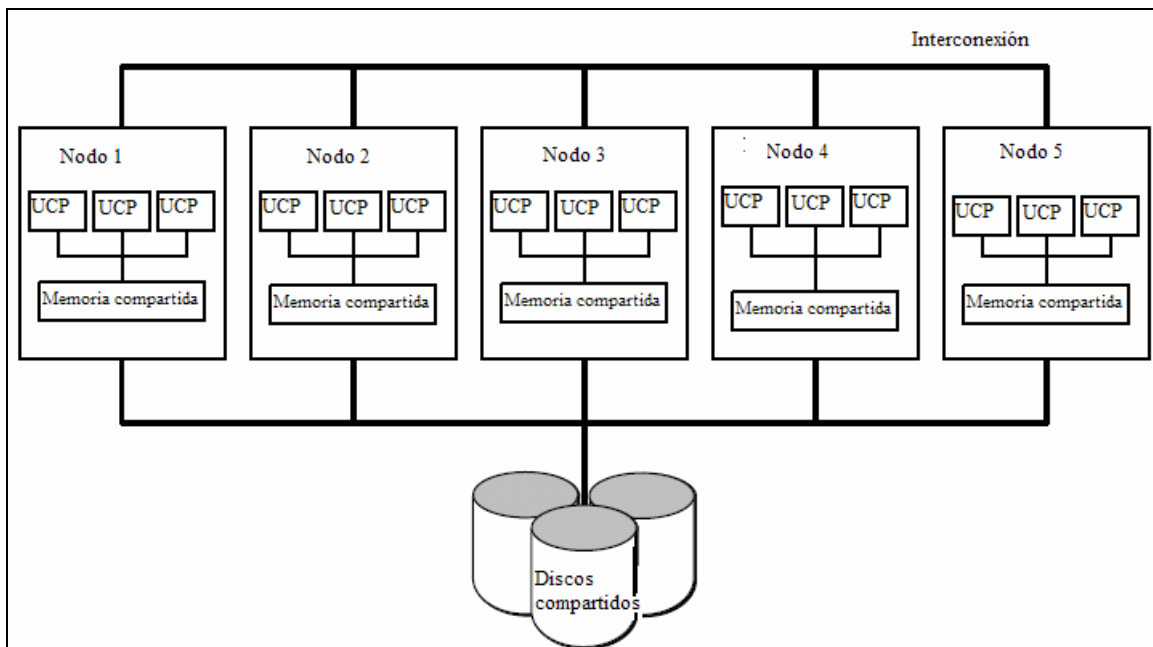 Interconexión
Nodo 1
Nodo 2
Nodo 3
Nodo 4
Nodo 5
UCP UCP UCP
UCP UCP UCP
UCP UCP UCP
UCP UCP UCP
UCP UCP UCP
Memoria compartida
Memoria compartida
Memoria compartida
Memoria compartida
Memoria compartida
Discos
compartidos